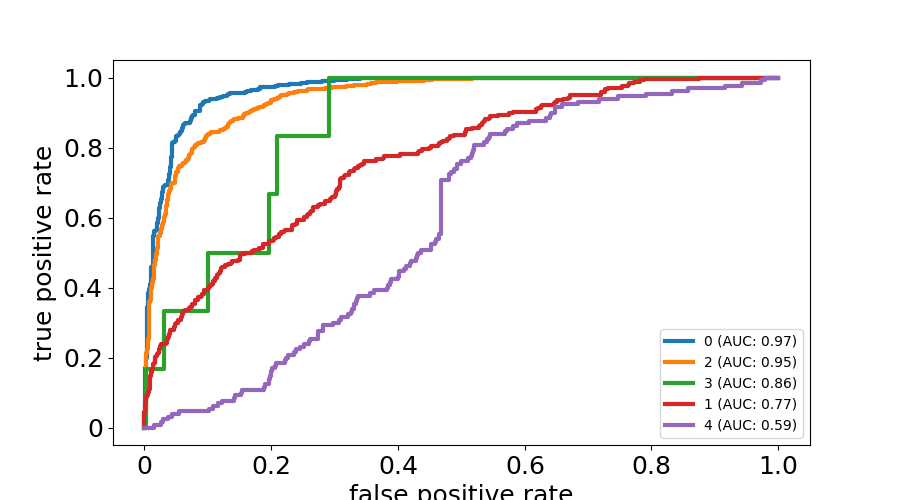 1.0
0.8
0.6
0.4
0.2
0
true positive rate
0 (AUC: 0.97)
2 (AUC: 0.95)
3 (AUC: 0.86)
1 (AUC: 0.77)
4 (AUC: 0.59)
0 0.2 0.4 0.6 0.8 1.0
false positive rate